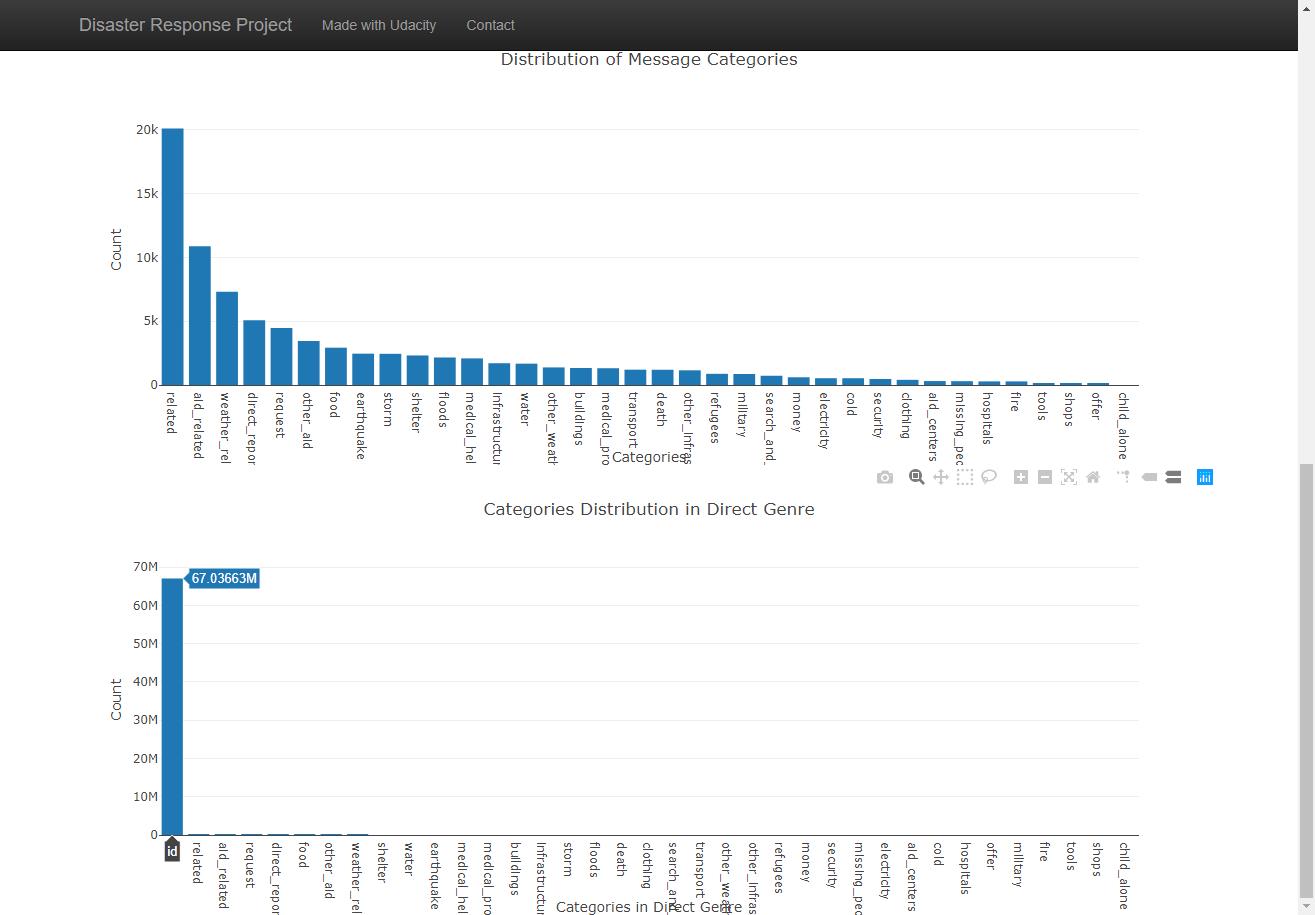 Disaster Response Project Made with Udacity Contact
Distribution of Message Categories
20k
15k
10k
5k
0
Count
related
aid_related
weather_rel
direct_repor
request
other_aid
food
earthquake
storm
shelter
floods
medical_hel
infrastructur
water
other_weath
buildings
medical_pro
transport
death
other_infras
refugees
military
search_and_
money
electricity
cold
security
clothing
aid_centers
missing_peo
hospitals
fire
tools
shops
offer
child_alone
Categories
Categories Distribution in Direct Genre
70M
60M
50M
40M
30M
20M
10M
0
Count
67.03663M
id
related
aid_related
request
direct_repor
food
other_aid
weather_rel
shelter
water
earthquake
medical_hel
medical_pro
buildings
infrastructur
storm
floods
death
clothing
search_and_
transport
other_weath
other_infras
refugees
money
security
missing_peo
electricity
aid_centers
cold
hospitals
offer
military
fire
tools
shops
child_alone
Categories in Direct Genre